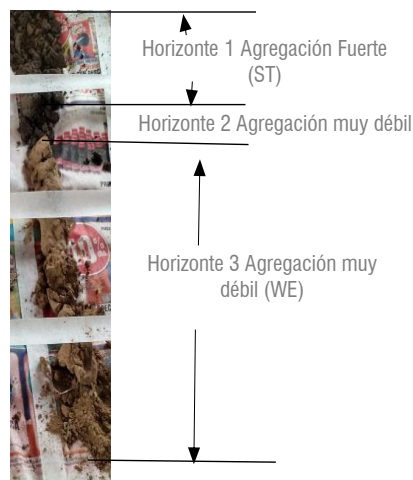 Horizonte 1 Agregación Fuerte
(ST)
Horizonte 2 Agregación muy débil
Horizonte 3 Agregación muy
débil (WE)